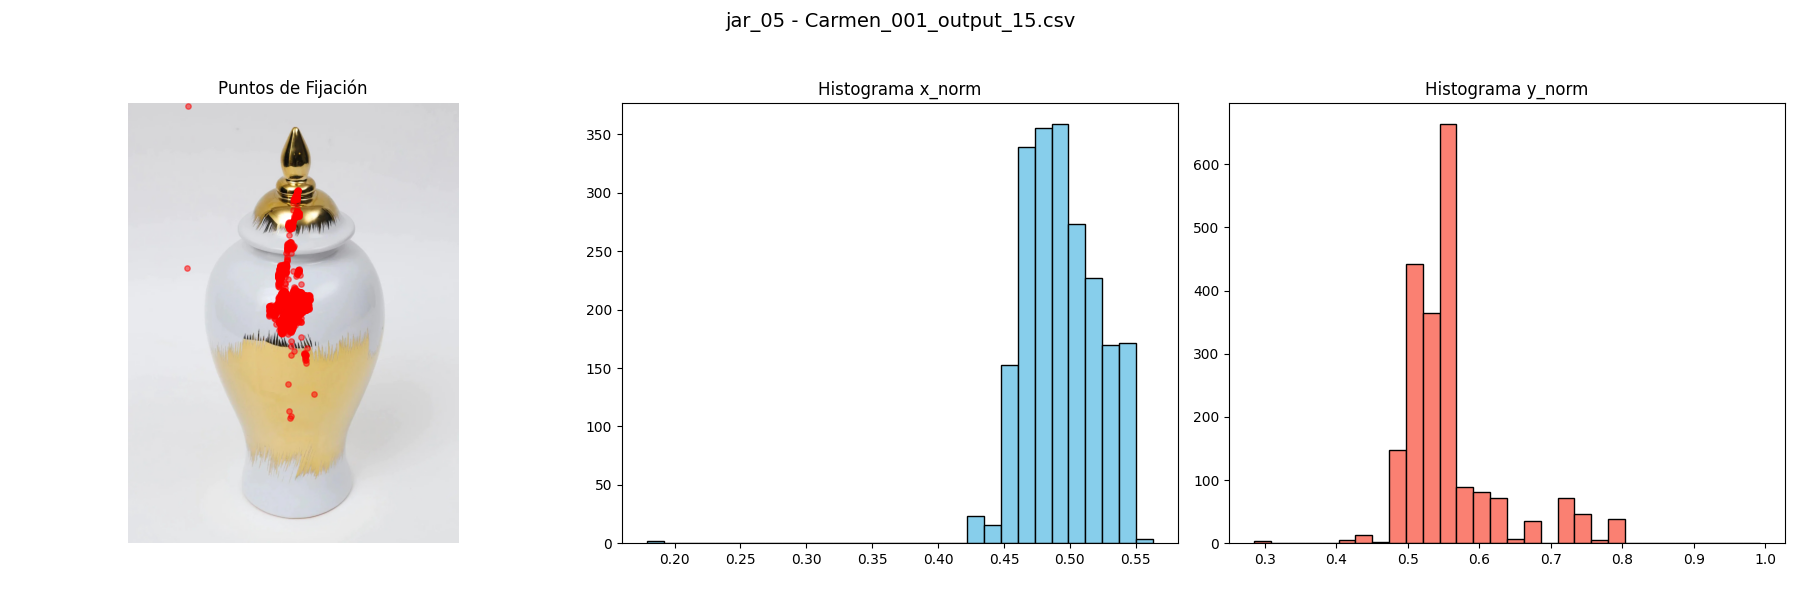 jar_05 - Carmen_001_output_15.csv
Puntos de Fijación
Histograma x_norm
350
300
250
200
150
100
50
0
0.20 0.25 0.30 0.35 0.40 0.45 0.50 0.55
Histograma y_norm
600
500
400
300
200
100
0
0.3 0.4 0.5 0.6 0.7 0.8 0.9 1.0